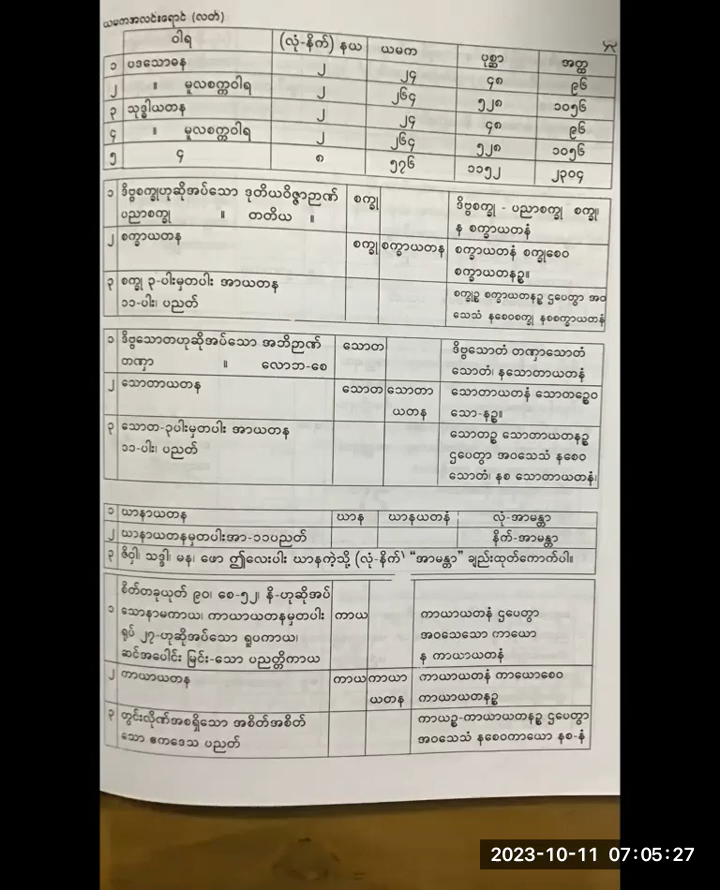 ယမကအလင်းရောင် (လတ်) ၄၉
ဝါရ (လုံ-နိက်) နယ ယမက ပုစ္ဆာ အတ္ထ
၁ ပဒသောဓန ၂ ၂၄ ၄၈ ၉၆
၂ ။ မူလစက္ကဝါရ ၂ ၂၆၄ ၅၂၈ ၁၀၅၆
၃ သုဒ္ဓါယတန ၂ ၂၄ ၄၈ ၉၆
၄ ။ မူလစက္ကဝါရ ၂ ၂၆၄ ၅၂၈ ၁၀၅၆
၅ ၄ ၈ ၅၇၆ ၁၁၅၂ ၂၃၀၄
၁ ဒိဗ္ဗစက္ခုဟုဆိုအပ်သော ဒုတိယဝိဇ္ဇာဉာဏ် စက္ခု ဒိဗ္ဗစက္ခု - ပညာစက္ခု စက္ခု၊
ပညာစက္ခု ။ တတိယ ။ န စက္ခာယတနံ
၂ စက္ခာယတန စက္ခု စက္ခာယတန စက္ခာယတနံ စက္ခုစေဝ
စက္ခာယတနဉ္စ။
၃ စက္ခု ၃-ပါးမှတပါး အာယတန စက္ခုဉ္စ စက္ခာယတနဉ္စ ဌပေတွာ အဝ
၁၁-ပါး၊ ပညတ် သေသံ နစေဝစက္ခု နစစက္ခာယတနံ
၁ ဒိဗ္ဗသောတဟုဆိုအပ်သော အဘိဉာဏ် သောတ ဒိဗ္ဗသောတံ တဏှာသောတံ
တဏှာ ။ လောဘ-စေ သောတံ၊ နသောတာယတနံ
၂ သောတာယတန သောတ သောတာ သောတာယတနံ သောတဉ္စေဝ
ယတန သော-နဉ္စ။
၃ သောတ-၃ပါးမှတပါး အာယတန သောတဉ္စ သောတာယတနဉ္စ
၁၁-ပါး၊ ပညတ် ဌပေတွာ အဝသေသံ နစေဝ
သောတံ၊ နစ သောတာယတနံ၊
၁ ဃာနာယတန ဃာန ဃာနယတနံ လုံ-အာမန္တာ
၂ ဃာနာယတနမှတပါးအာ-၁၁ပညတ် နိက်-အာမန္တာ
၃ ဇိဝှါ၊ သဒ္ဒါ၊ မန၊ ဖော ဤလေးပါး ဃာနကဲ့သို့ (လုံ-နိက်) "အာမန္တာ" ချည်းထုတ်ကောက်ပါ။
စိတ်တခုယုတ် ၉၀၊ စေ-၅၂၊ နိ-ဟုဆိုအပ်
၁ သောနာမကာယ၊ ကာယာယတနမှတပါး ကာယ ကာယာယတနံ ဌပေတွာ
ရုပ် ၂၇-ဟုဆိုအပ်သော ရူပကာယ၊ အဝသေသော ကာယော
ဆင်အပေါင်း မြင်း-သော ပညတ္တိကာယ န ကာယာယတနံ
၂ ကာယာယတန ကာယ ကာယာ ကာယာယတနံ ကာယောစေဝ
ယတန ကာယာယတနဉ္စ
၃ တွင်းလိုဏ်အစရှိသော အစိတ်အစိတ် ကာယဉ္စ-ကာယာယတနဉ္စ ဌပေတွာ
သော ဧကဒေသ ပညတ် အဝသေသံ နစေဝကာယော နစ-နံ
2023-10-11 07:05:27